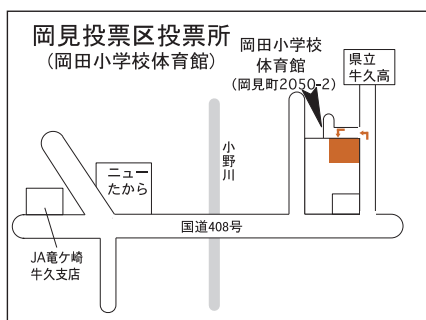 岡見投票区投票所
(岡田小学校体育館)
岡田小学校
体育館
(岡見町2050-2)
県立
牛久高
小野川
ニュー
たから
国道408号
JA竜ケ崎
牛久支店